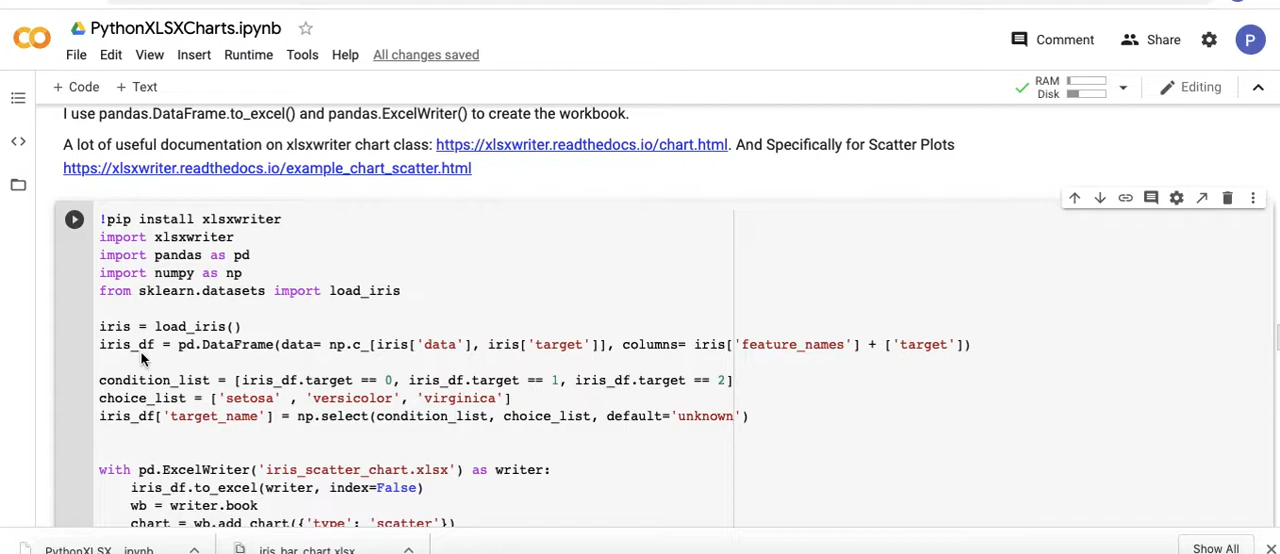 PythonXLSXCharts.ipynb
File Edit View Insert Runtime Tools Help All changes saved
Comment Share P
+ Code + Text
RAM
Disk
Editing
I use pandas.DataFrame.to_excel() and pandas.ExcelWriter() to create the workbook.
A lot of useful documentation on xlsxwriter chart class: https://xlsxwriter.readthedocs.io/chart.html. And Specifically for Scatter Plots
https://xlsxwriter.readthedocs.io/example_chart_scatter.html
!pip install xlsxwriter
import xlsxwriter
import pandas as pd
import numpy as np
from sklearn.datasets import load_iris
iris = load_iris()
iris_df = pd.DataFrame(data= np.c_[iris['data'], iris['target']], columns= iris['feature_names'] + ['target'])
condition_list = [iris_df.target == 0, iris_df.target == 1, iris_df.target == 2]
choice_list = ['setosa' , 'versicolor', 'virginica']
iris_df['target_name'] = np.select(condition_list, choice_list, default='unknown')
with pd.ExcelWriter('iris_scatter_chart.xlsx') as writer:
iris_df.to_excel(writer, index=False)
wb = writer.book
chart = wb.add_chart({'type': 'scatter'})
PythonXLSX....ipynb
iris_bar_chart.xlsx
Show All